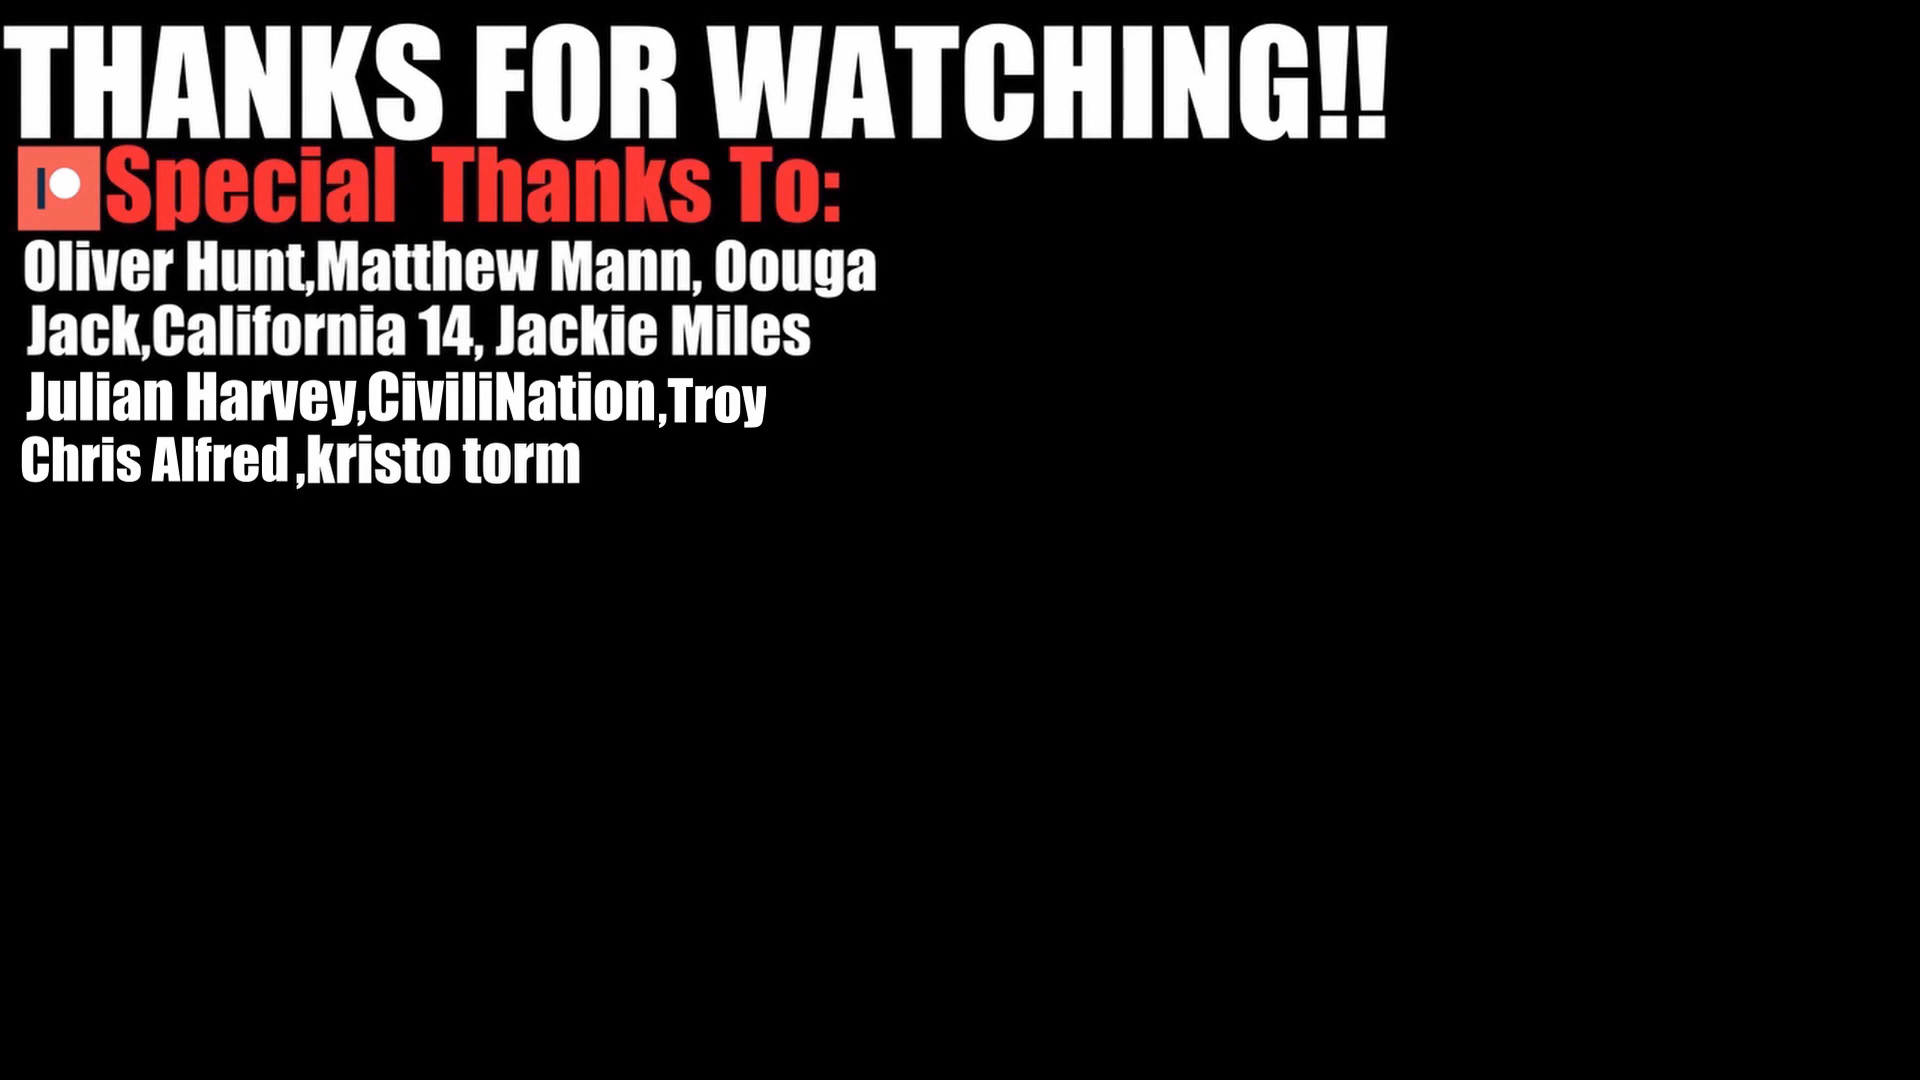 THANKS FOR WATCHING!!
Special Thanks To:
Oliver Hunt,Matthew Mann, Oouga
Jack,California 14, Jackie Miles
Julian Harvey,CiviliNation,Troy
Chris Alfred ,kristo torm